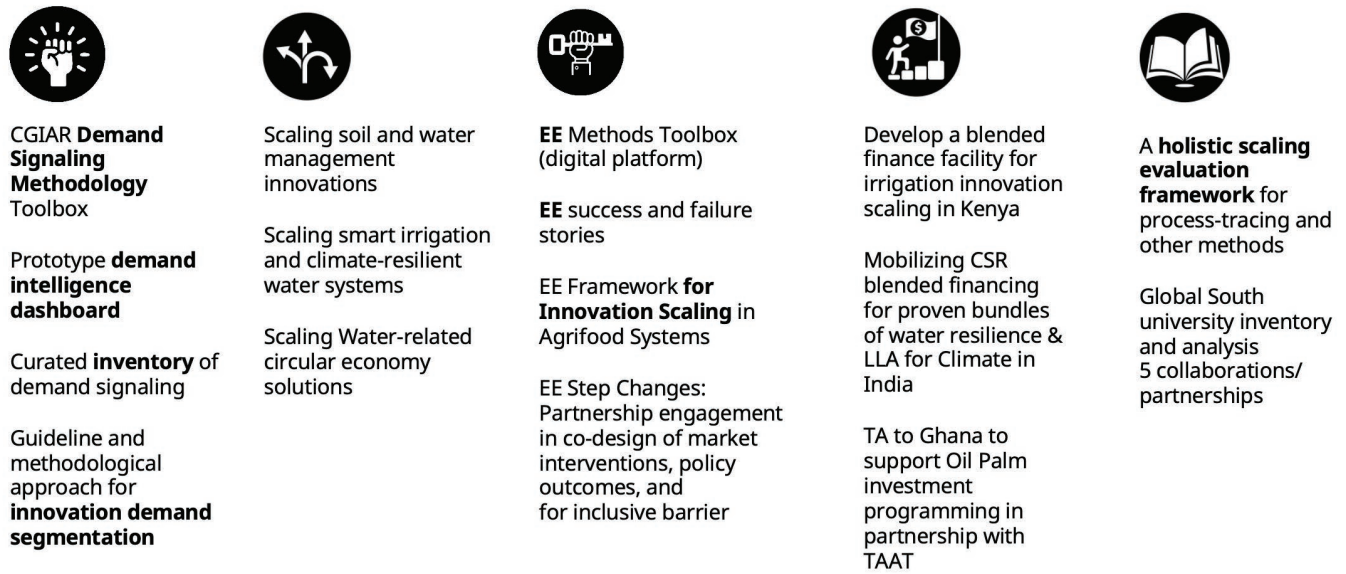 CGIAR Demand
Signaling
Methodology
Toolbox
Prototype demand
intelligence
dashboard
Curated inventory of
demand signaling
Guideline and
methodological
approach for
innovation demand
segmentation
Scaling soil and water
management
innovations
Scaling smart irrigation
and climate-resilient
water systems
Scaling Water-related
circular economy
solutions
EE Methods Toolbox
(digital platform)
EE success and failure
stories
EE Framework for
Innovation Scaling in
Agrifood Systems
EE Step Changes:
Partnership engagement
in co-design of market
interventions, policy
outcomes, and
for inclusive barrier
$
Develop a blended
finance facility for
irrigation innovation
scaling in Kenya
Mobilizing CSR
blended financing
for proven bundles
of water resilience &
LLA for Climate in
India
TA to Ghana to
support Oil Palm
investment
programming in
partnership with
TAAT
A holistic scaling
evaluation
framework for
process-tracing and
other methods
Global South
university inventory
and analysis
5 collaborations/
partnerships